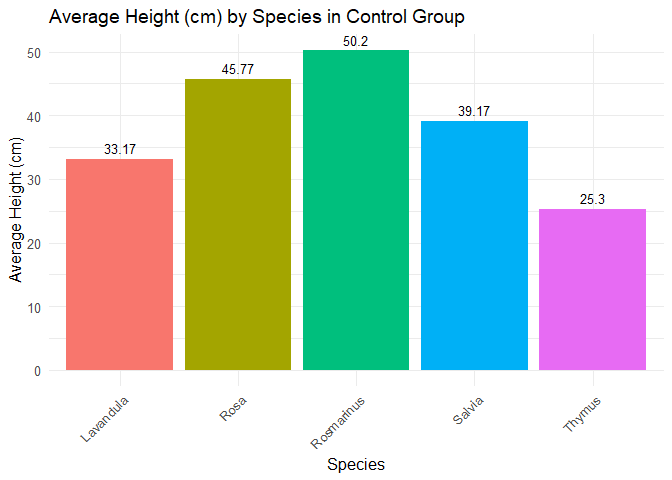 Average Height (cm) by Species in Control Group
Average Height (cm)
50
40
30
20
10
0
33.17
45.77
50.2
39.17
25.3
Lavandula
Rosa
Rosmarinus
Salvia
Thymus
Species